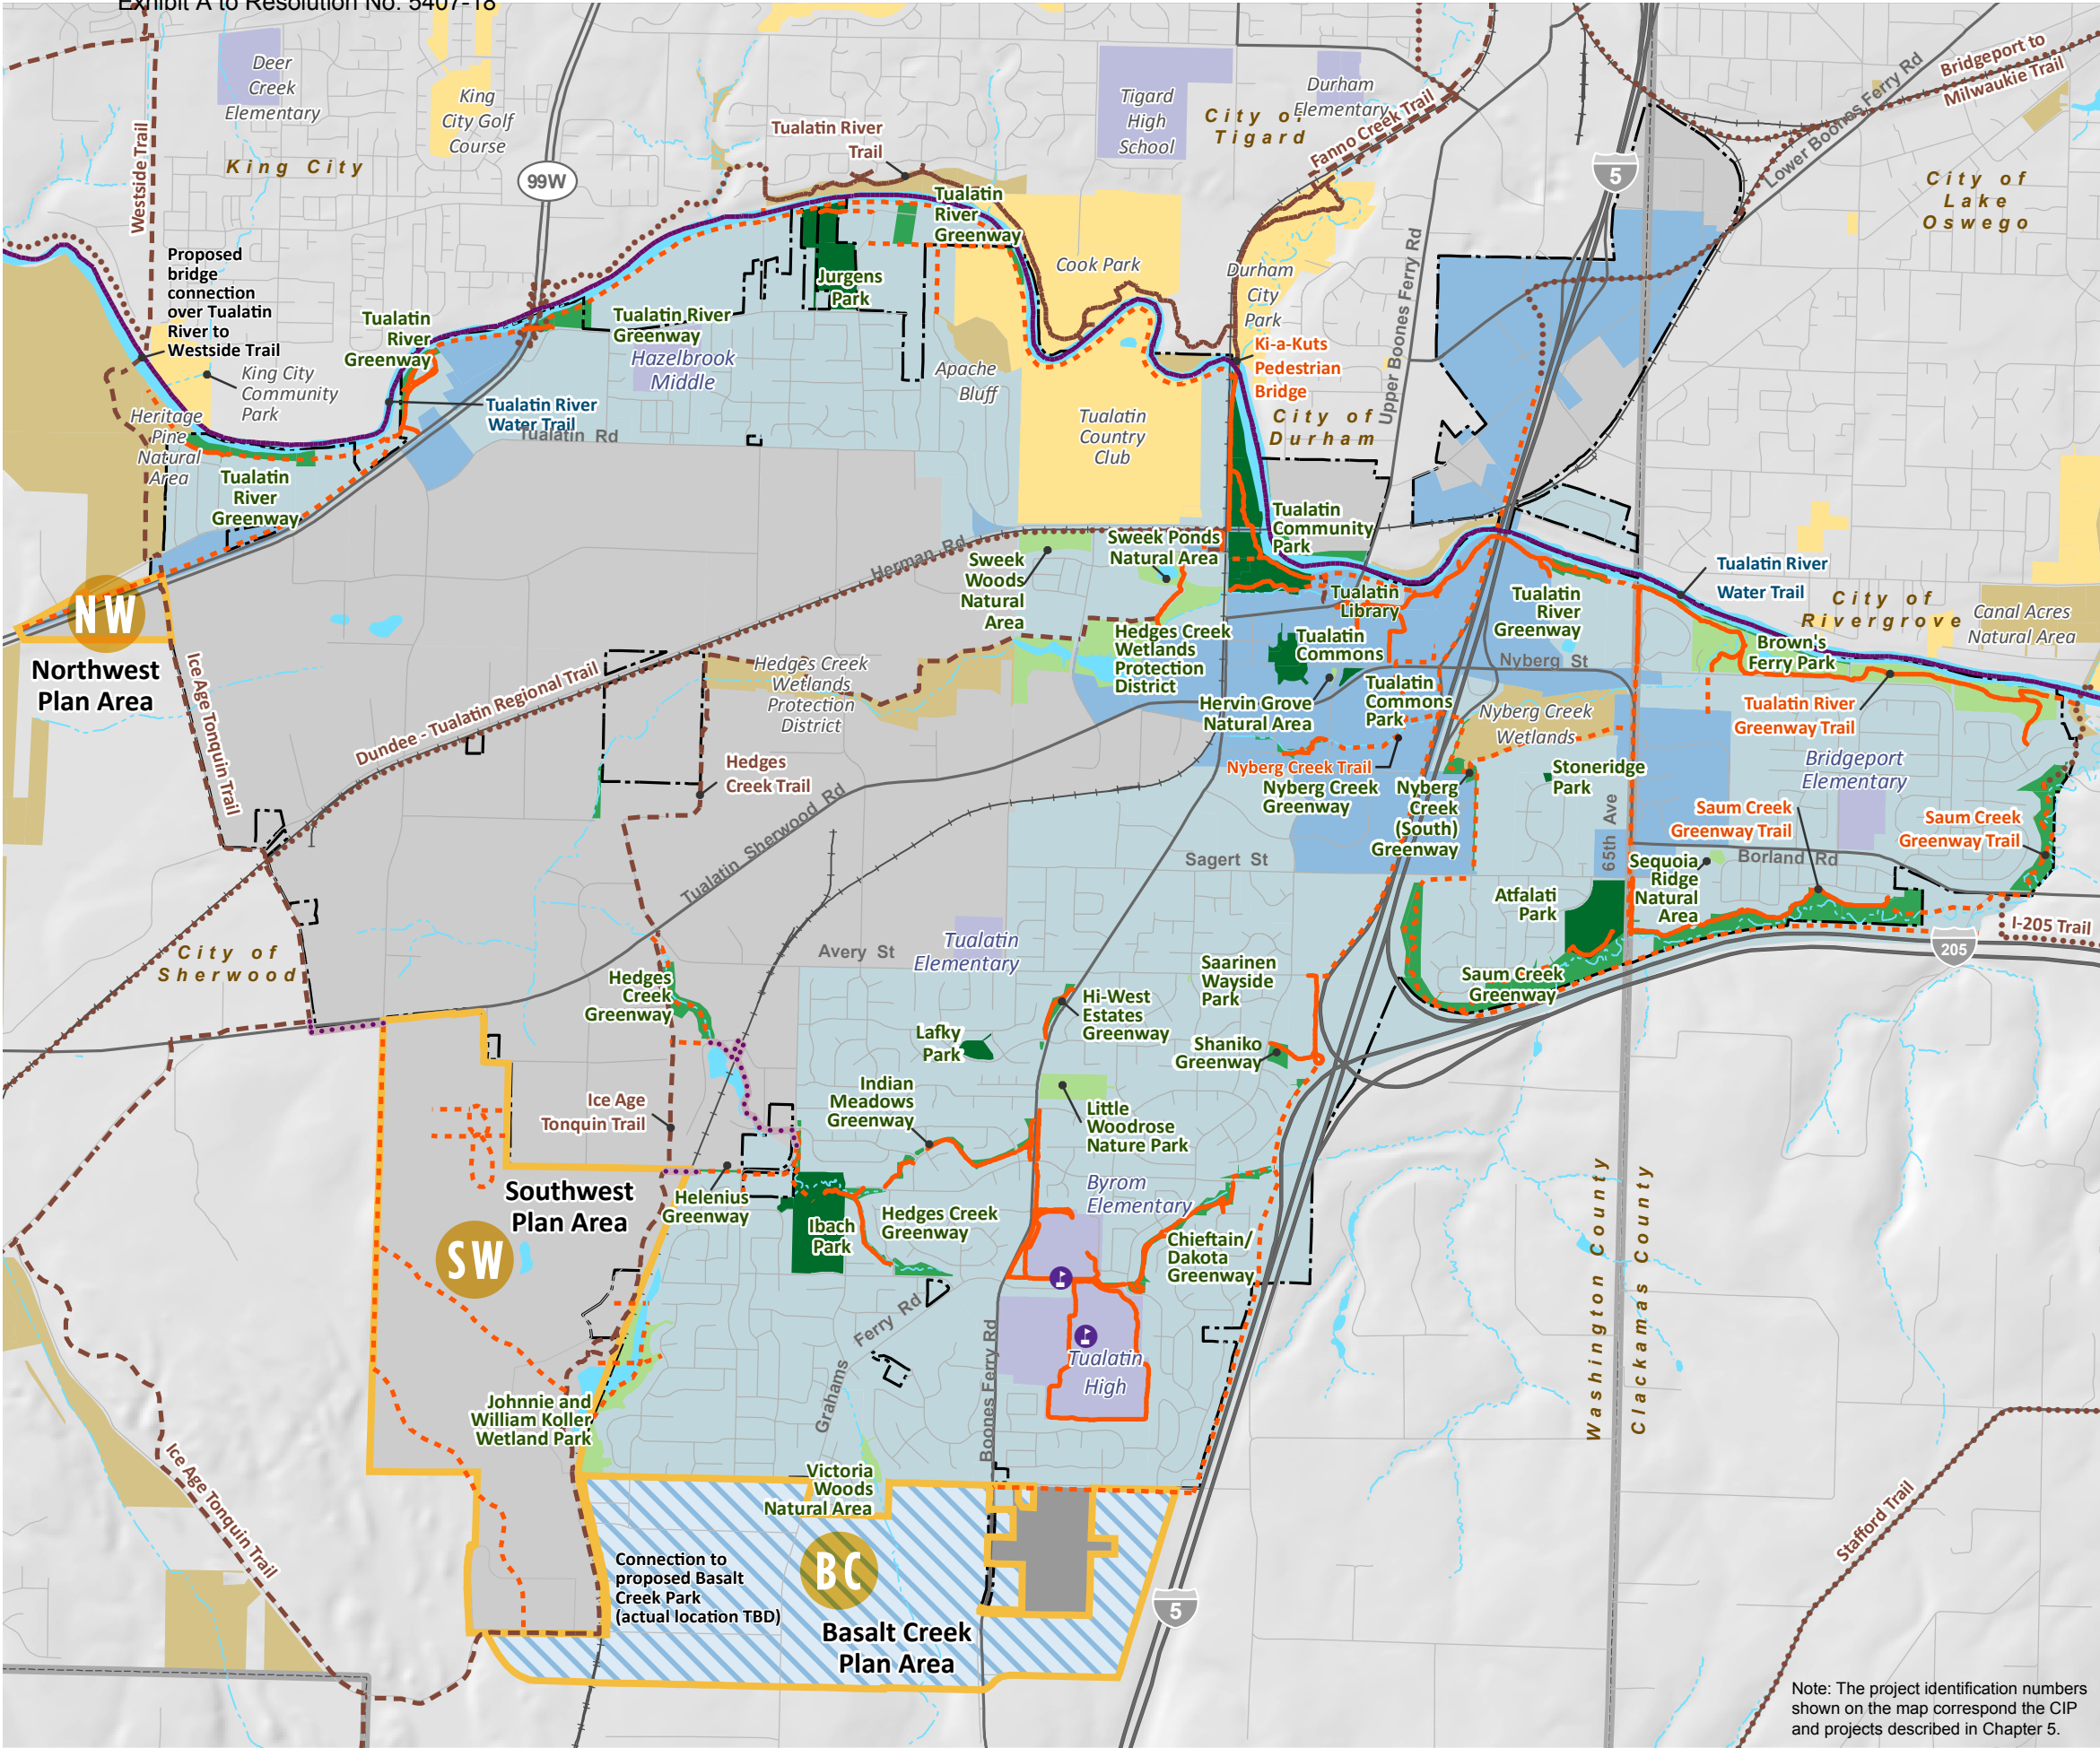 Exhibit A to Resolution No. 5407-18
Deer
Creek
Elementary
King
City Golf
Course
King City
Westside Trail
99W
Tualatin River
Trail
Tigard
High
School
City of
Tigard
Durham
Elementary
Fanno Creek Trail
5
Bridgeport to
Milwaukie Trail
Lower Boones Ferry Rd
City of
Lake
Oswego
Proposed
bridge
connection
over Tualatin
River to
Westside Trail
King City
Community
Park
Heritage
Pine
Natural
Area
Tualatin
River
Greenway
Tualatin
River
Greenway
Tualatin River
Water Trail
Tualatin Rd
Tualatin River
Greenway
Hazelbrook
Middle
Jurgens
Park
Tualatin
River
Greenway
Cook Park
Apache
Bluff
Tualatin
Country
Club
Durham
City
Park
Ki-a-Kuts
Pedestrian
Bridge
City of
Durham
Upper Boones Ferry Rd
NW
Northwest
Plan Area
Ice Age Tonquin Trail
Dundee - Tualatin Regional Trail
Herman Rd
Sweek
Woods
Natural
Area
Sweek Ponds
Natural Area
Tualatin
Community
Park
Tualatin
Library
Tualatin
Commons
Hedges Creek
Wetlands
Protection
District
Hedges Creek
Wetlands
Protection
District
Hervin Grove
Natural Area
Tualatin
Commons
Park
Tualatin
River
Greenway
Nyberg St
Nyberg Creek
Wetlands
Tualatin River
Water Trail
City of
Rivergrove
Canal Acres
Natural Area
Brown's
Ferry Park
Tualatin River
Greenway Trail
Bridgeport
Elementary
Hedges
Creek Trail
Tualatin Sherwood Rd
Nyberg Creek Trail
Nyberg Creek
Greenway
Nyberg
Creek
(South)
Greenway
Stoneridge
Park
65th Ave
Saum Creek
Greenway Trail
Saum Creek
Greenway Trail
Sagert St
Borland Rd
Sequoia
Ridge
Natural
Area
Atfalati
Park
I-205 Trail
205
Saum Creek
Greenway
City of
Sherwood
Avery St
Tualatin
Elementary
Hedges
Creek
Greenway
Lafky
Park
Hi-West
Estates
Greenway
Saarinen
Wayside
Park
Shaniko
Greenway
Ice Age
Tonquin Trail
Indian
Meadows
Greenway
Little
Woodrose
Nature Park
Byrom
Elementary
Southwest
Plan Area
SW
Helenius
Greenway
Ibach
Park
Hedges Creek
Greenway
Chieftain/
Dakota
Greenway
Grahams Ferry Rd
Boones Ferry Rd
Tualatin
High
Washington County
Clackamas County
Johnnie and
William Koller
Wetland Park
Victoria
Woods
Natural Area
Ice Age Tonquin Trail
Connection to
proposed Basalt
Creek Park
(actual location TBD)
BC
Basalt Creek
Plan Area
5
Stafford Trail
Note: The project identification numbers
shown on the map correspond the CIP
and projects described in Chapter 5.